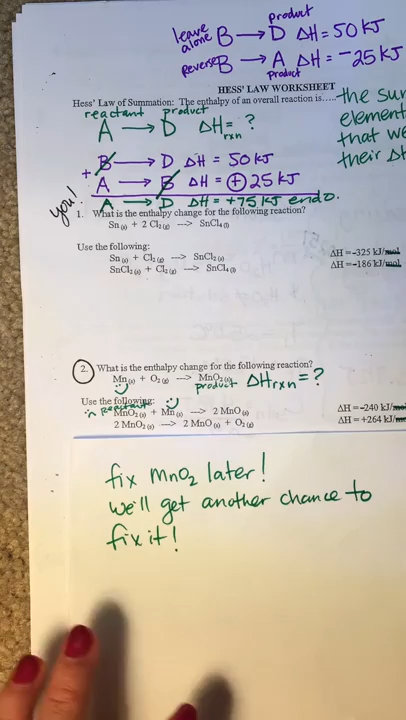 leave alone B → D ΔH = 50 KJ
product
reverse B → A ΔH = -25 KJ
product
HESS' LAW WORKSHEET
Hess' Law of Summation: The enthalpy of an overall reaction is..... the sum
reactant product
element
A → D ΔHrxn = ?
that we
their Δ
B → D ΔH = 50 KJ
+ A → B ΔH = + 25 KJ
A → D ΔH = +75 KJ endo.
you!
1. What is the enthalpy change for the following reaction?
Sn (s) + 2 Cl2 (g) --> SnCl4 (l)
Use the following:
Sn (s) + Cl2 (g) --> SnCl2 (s) ΔH = -325 kJ/mol
SnCl2 (s) + Cl2 (g) --> SnCl4 (l) ΔH = -186 kJ/mol
2. What is the enthalpy change for the following reaction?
Mn (s) + O2 (g) --> MnO2 (s) ΔHrxn = ?
product
Use the following:
Reactant
MnO2 (s) + Mn (s) --> 2 MnO (s) ΔH = -240 kJ/mol
2 MnO2 (s) --> 2 MnO (s) + O2 (g) ΔH = +264 kJ/
fix MnO2 later!
we'll get another chance to
fix it!